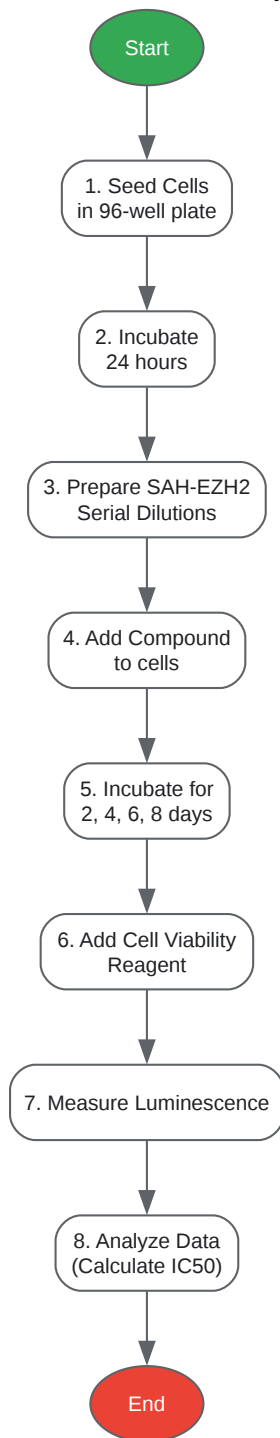 Start
1. Seed Cells
in 96-well plate
2. Incubate
24 hours
3. Prepare SAH-EZH2
Serial Dilutions
4. Add Compound
to cells
5. Incubate for
2, 4, 6, 8 days
6. Add Cell Viability
Reagent
7. Measure Luminescence
8. Analyze Data
(Calculate IC50)
End